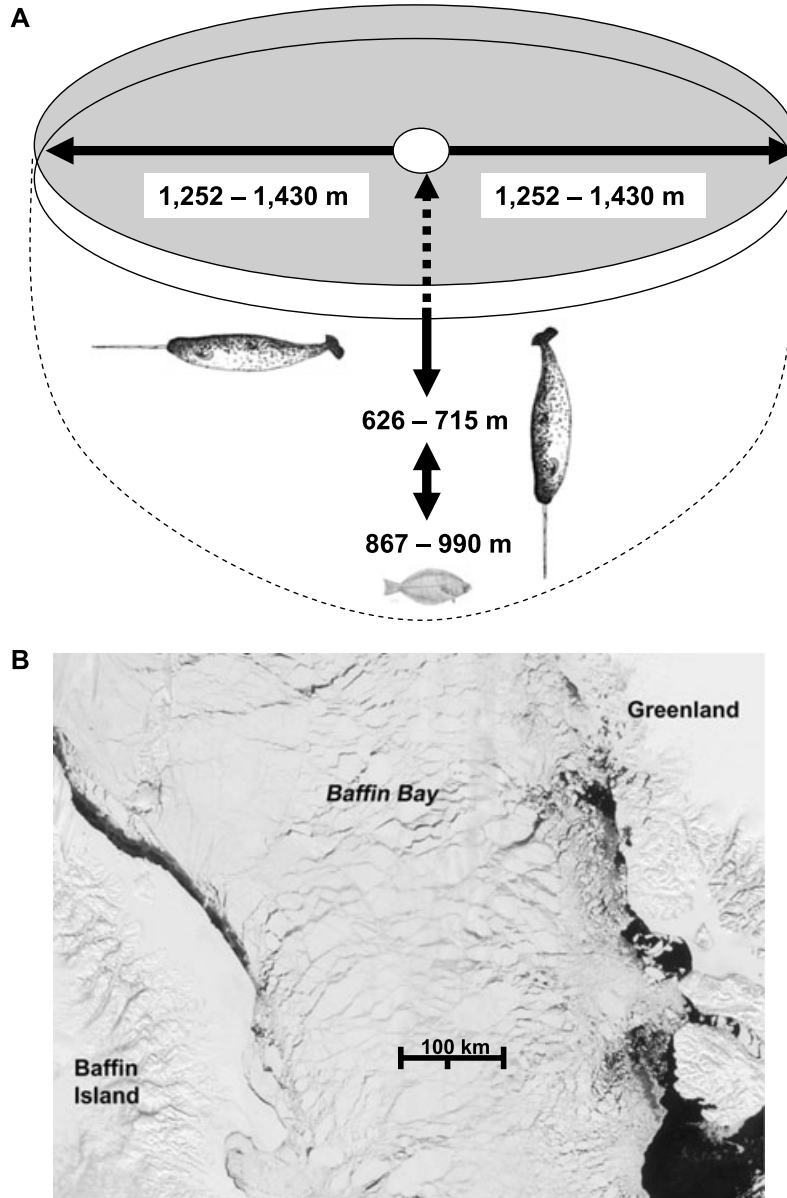 A
1,252 – 1,430 m
1,252 – 1,430 m
626 – 715 m
867 – 990 m
B
Greenland
Baffin Bay
100 km
Baffin
Island